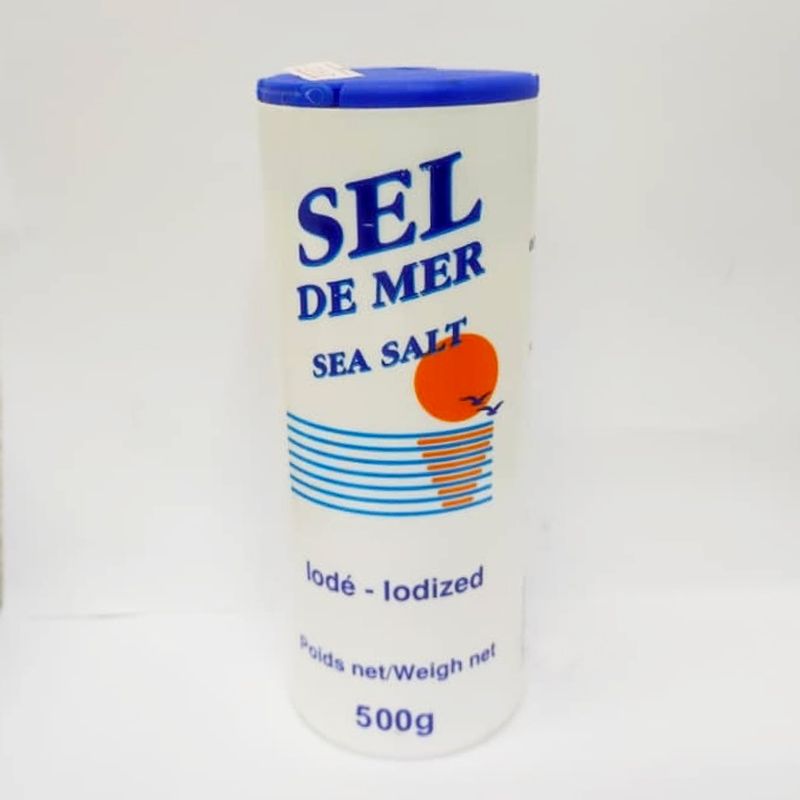 SEL
DE MER
SEA SALT
Iodé - Iodized
Poids net/Weigh net
500g